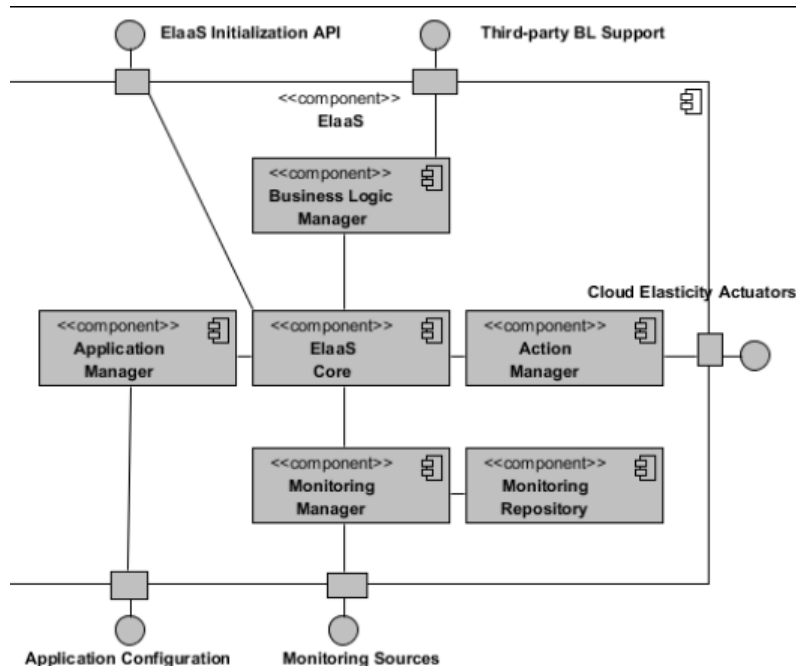 ElaaS Initialization API
Third-party BL Support
<<component>>
ElaaS
<<component>>
Business Logic
Manager
Cloud Elasticity Actuators
<<component>>
Application
Manager
<<component>>
ElaaS
Core
<<component>>
Action
Manager
<<component>>
Monitoring
Manager
<<component>>
Monitoring
Repository
Application Configuration
Monitoring Sources